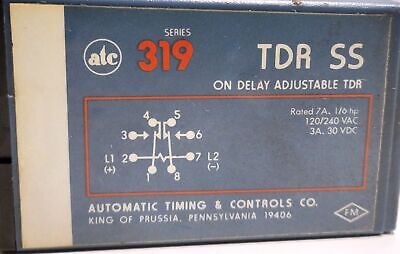 SERIES
atc 319 TDR SS
ON DELAY ADJUSTABLE TDR
Rated 7A. 1/6 hp
120/240 VAC
3A. 30 VDC
4 5
3 6
L1 2 7 L2
(+) (−)
1 8
AUTOMATIC TIMING & CONTROLS CO.
KING OF PRUSSIA, PENNSYLVANIA 19406
FM